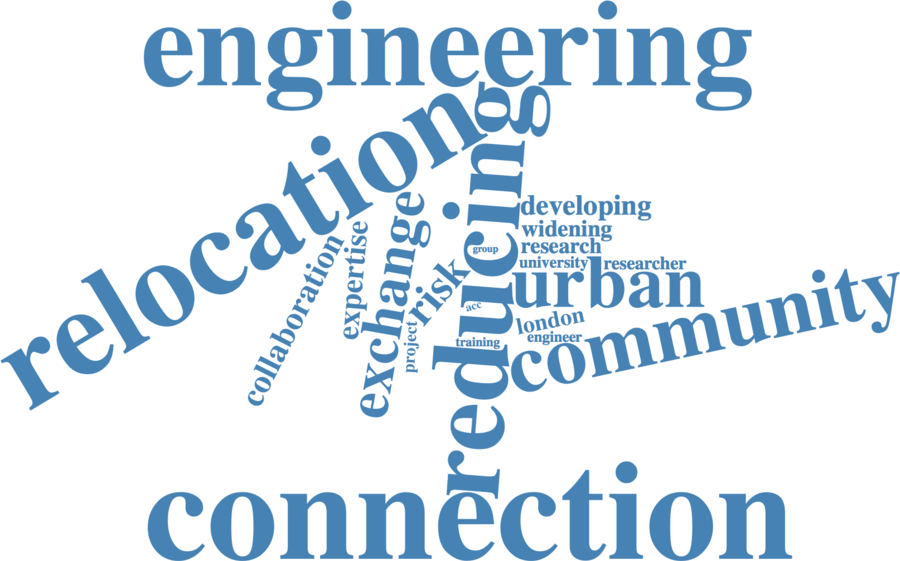 engineering
relocation
reducing
developing
widening
research
group
university
researcher
urban
collaboration
expertise
exchange
risk
project
acc
training
london
engineer
community
connection